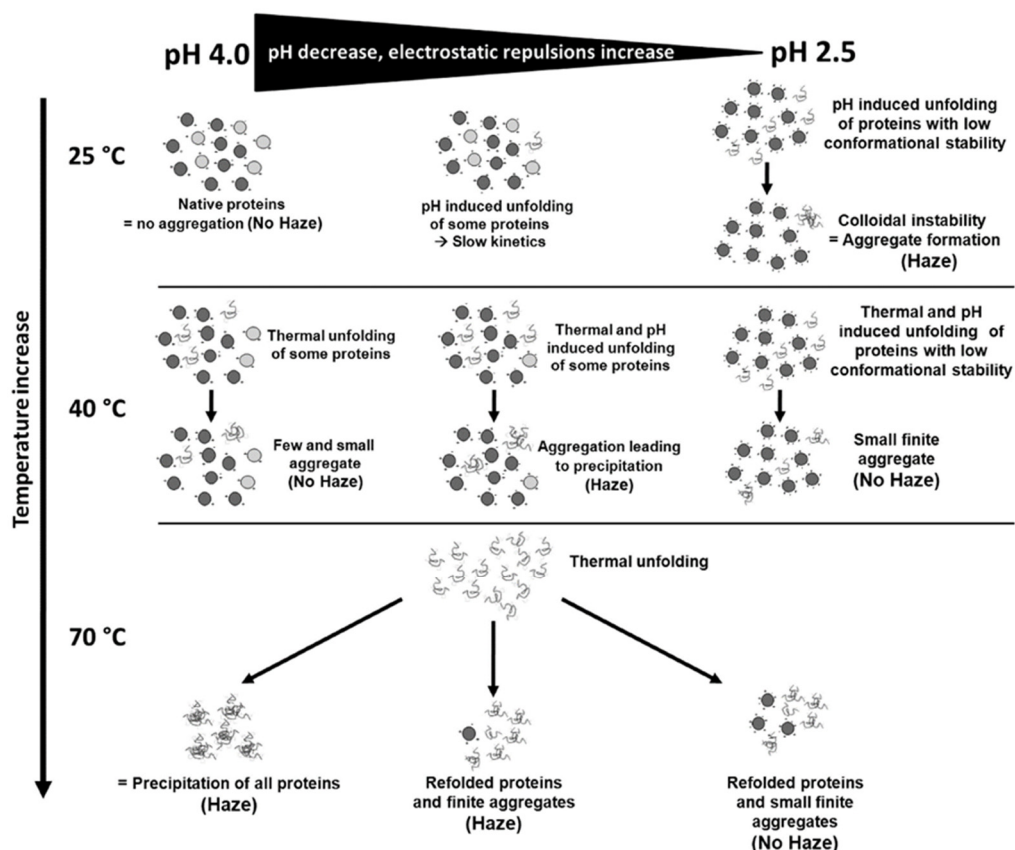 pH 4.0
pH decrease, electrostatic repulsions increase
pH 2.5
Temperature increase
25 °C
Native proteins
= no aggregation (No Haze)
pH induced unfolding
of some proteins
→ Slow kinetics
pH induced unfolding
of proteins with low
conformational stability
Colloidal instability
= Aggregate formation
(Haze)
40 °C
Thermal unfolding
of some proteins
Few and small
aggregate
(No Haze)
Thermal and pH
induced unfolding
of some proteins
Aggregation leading
to precipitation
(Haze)
Thermal and pH
induced unfolding of
proteins with low
conformational stability
Small finite
aggregate
(No Haze)
70 °C
Thermal unfolding
= Precipitation of all proteins
(Haze)
Refolded proteins
and finite aggregates
(Haze)
Refolded proteins
and small finite
aggregates
(No Haze)